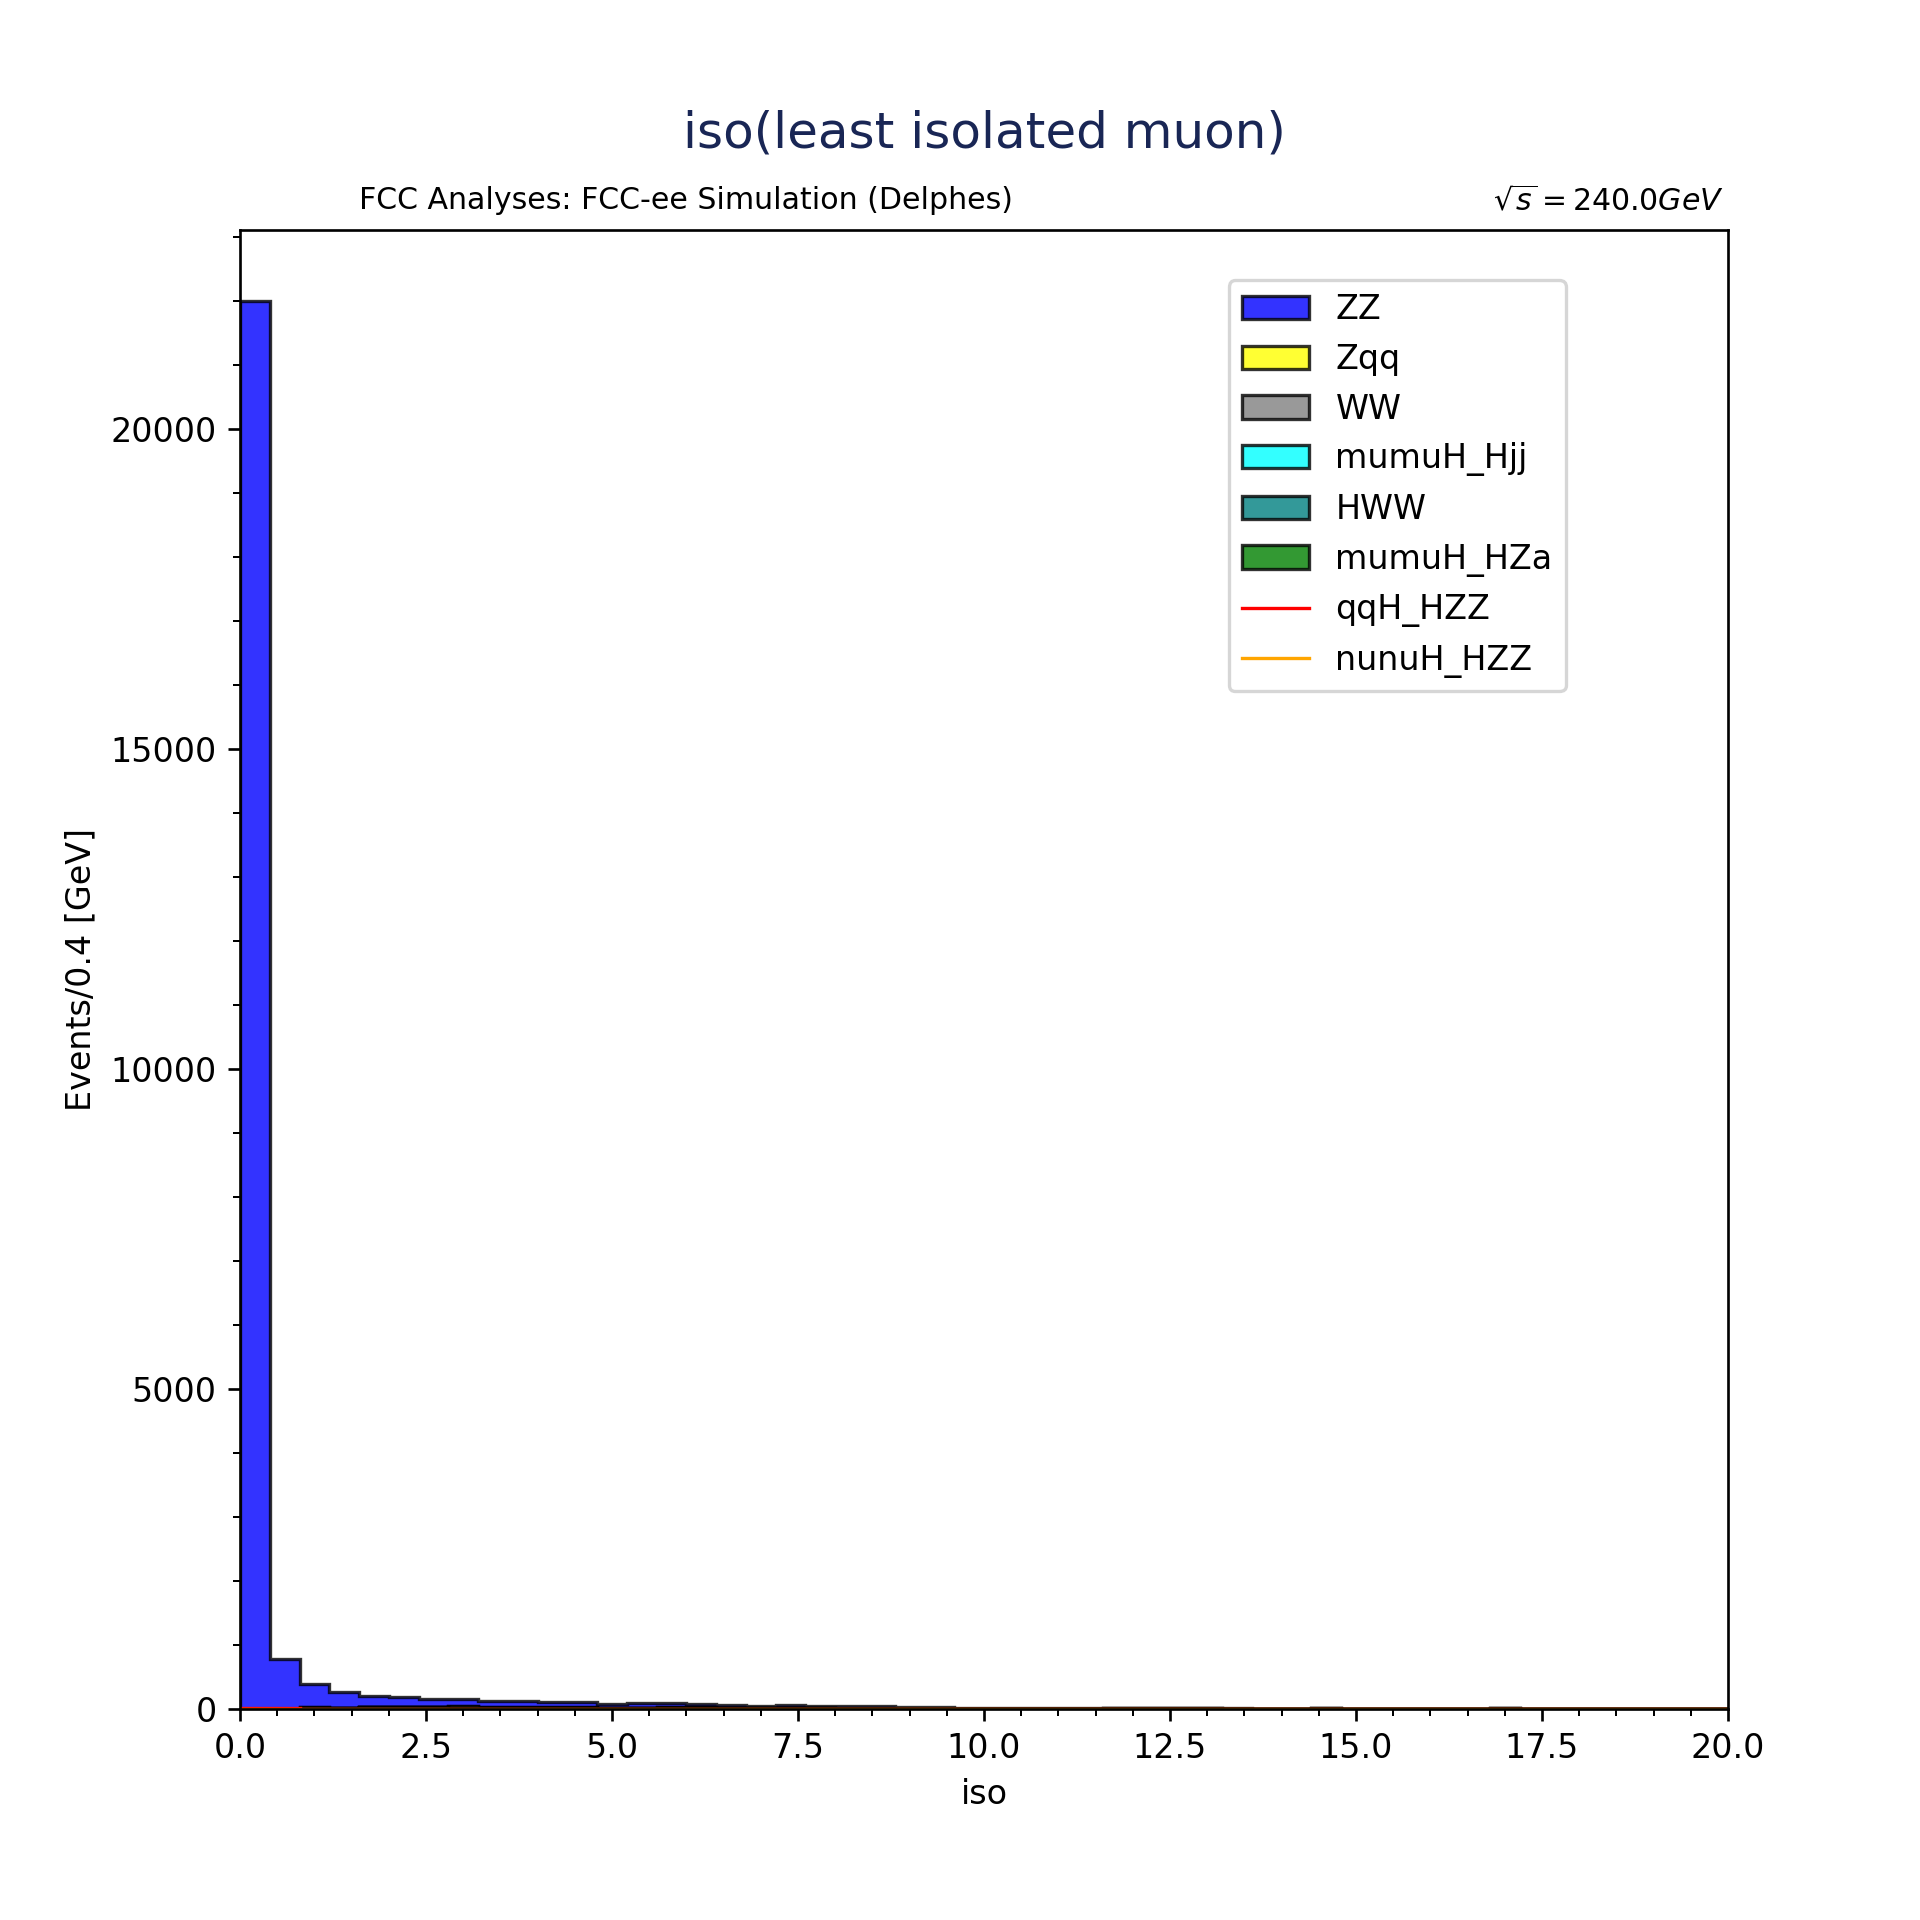 iso(least isolated muon)
FCC Analyses: FCC-ee Simulation (Delphes)
√s = 240.0GeV
ZZ
Zqq
WW
mumuH_Hjj
HWW
mumuH_HZa
qqH_HZZ
nunuH_HZZ
Events/0.4 [GeV]
20000
15000
10000
5000
0
0.0 2.5 5.0 7.5 10.0 12.5 15.0 17.5 20.0
iso